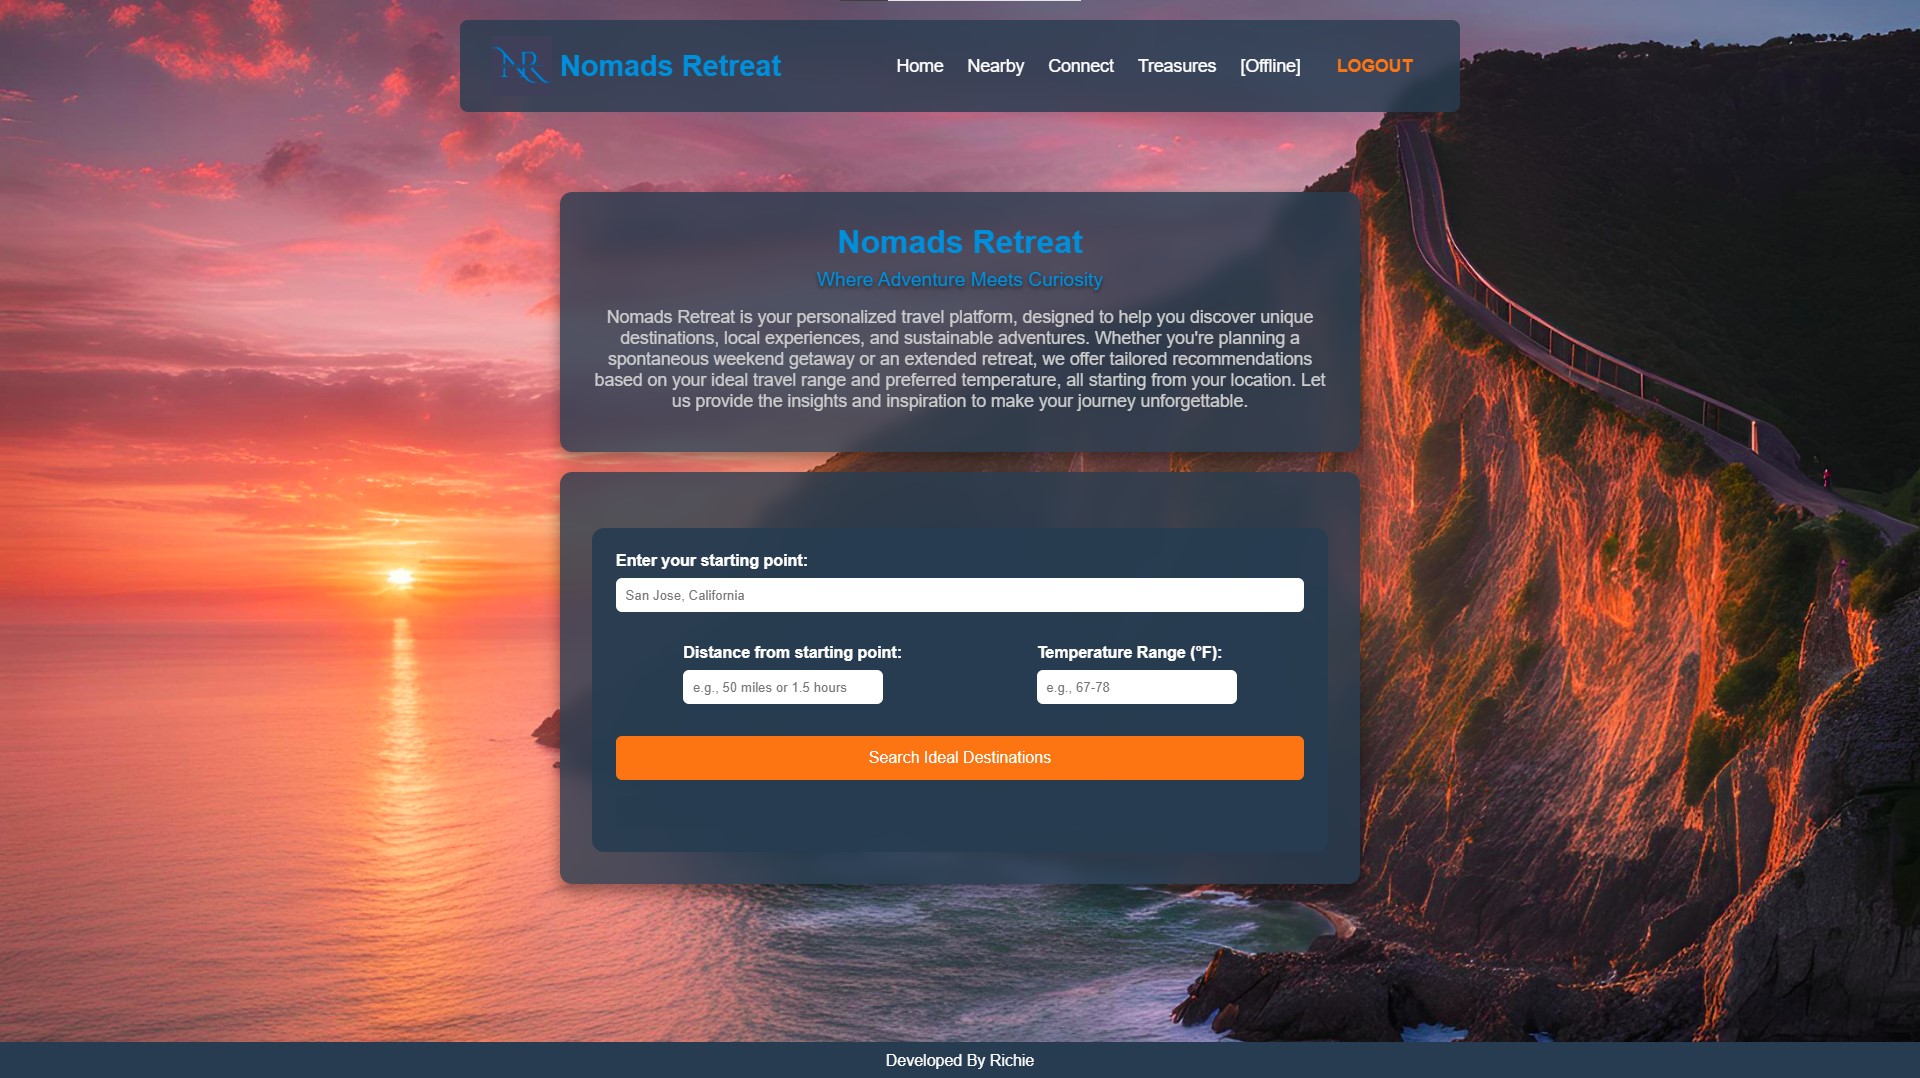 NR Nomads Retreat
Home Nearby Connect Treasures [Offline] LOGOUT
Nomads Retreat
Where Adventure Meets Curiosity
Nomads Retreat is your personalized travel platform, designed to help you discover unique
destinations, local experiences, and sustainable adventures. Whether you're planning a
spontaneous weekend getaway or an extended retreat, we offer tailored recommendations
based on your ideal travel range and preferred temperature, all starting from your location. Let
us provide the insights and inspiration to make your journey unforgettable.
Enter your starting point:
San Jose, California
Distance from starting point: Temperature Range (°F):
e.g., 50 miles or 1.5 hours e.g., 67-78
Search Ideal Destinations
Developed By Richie